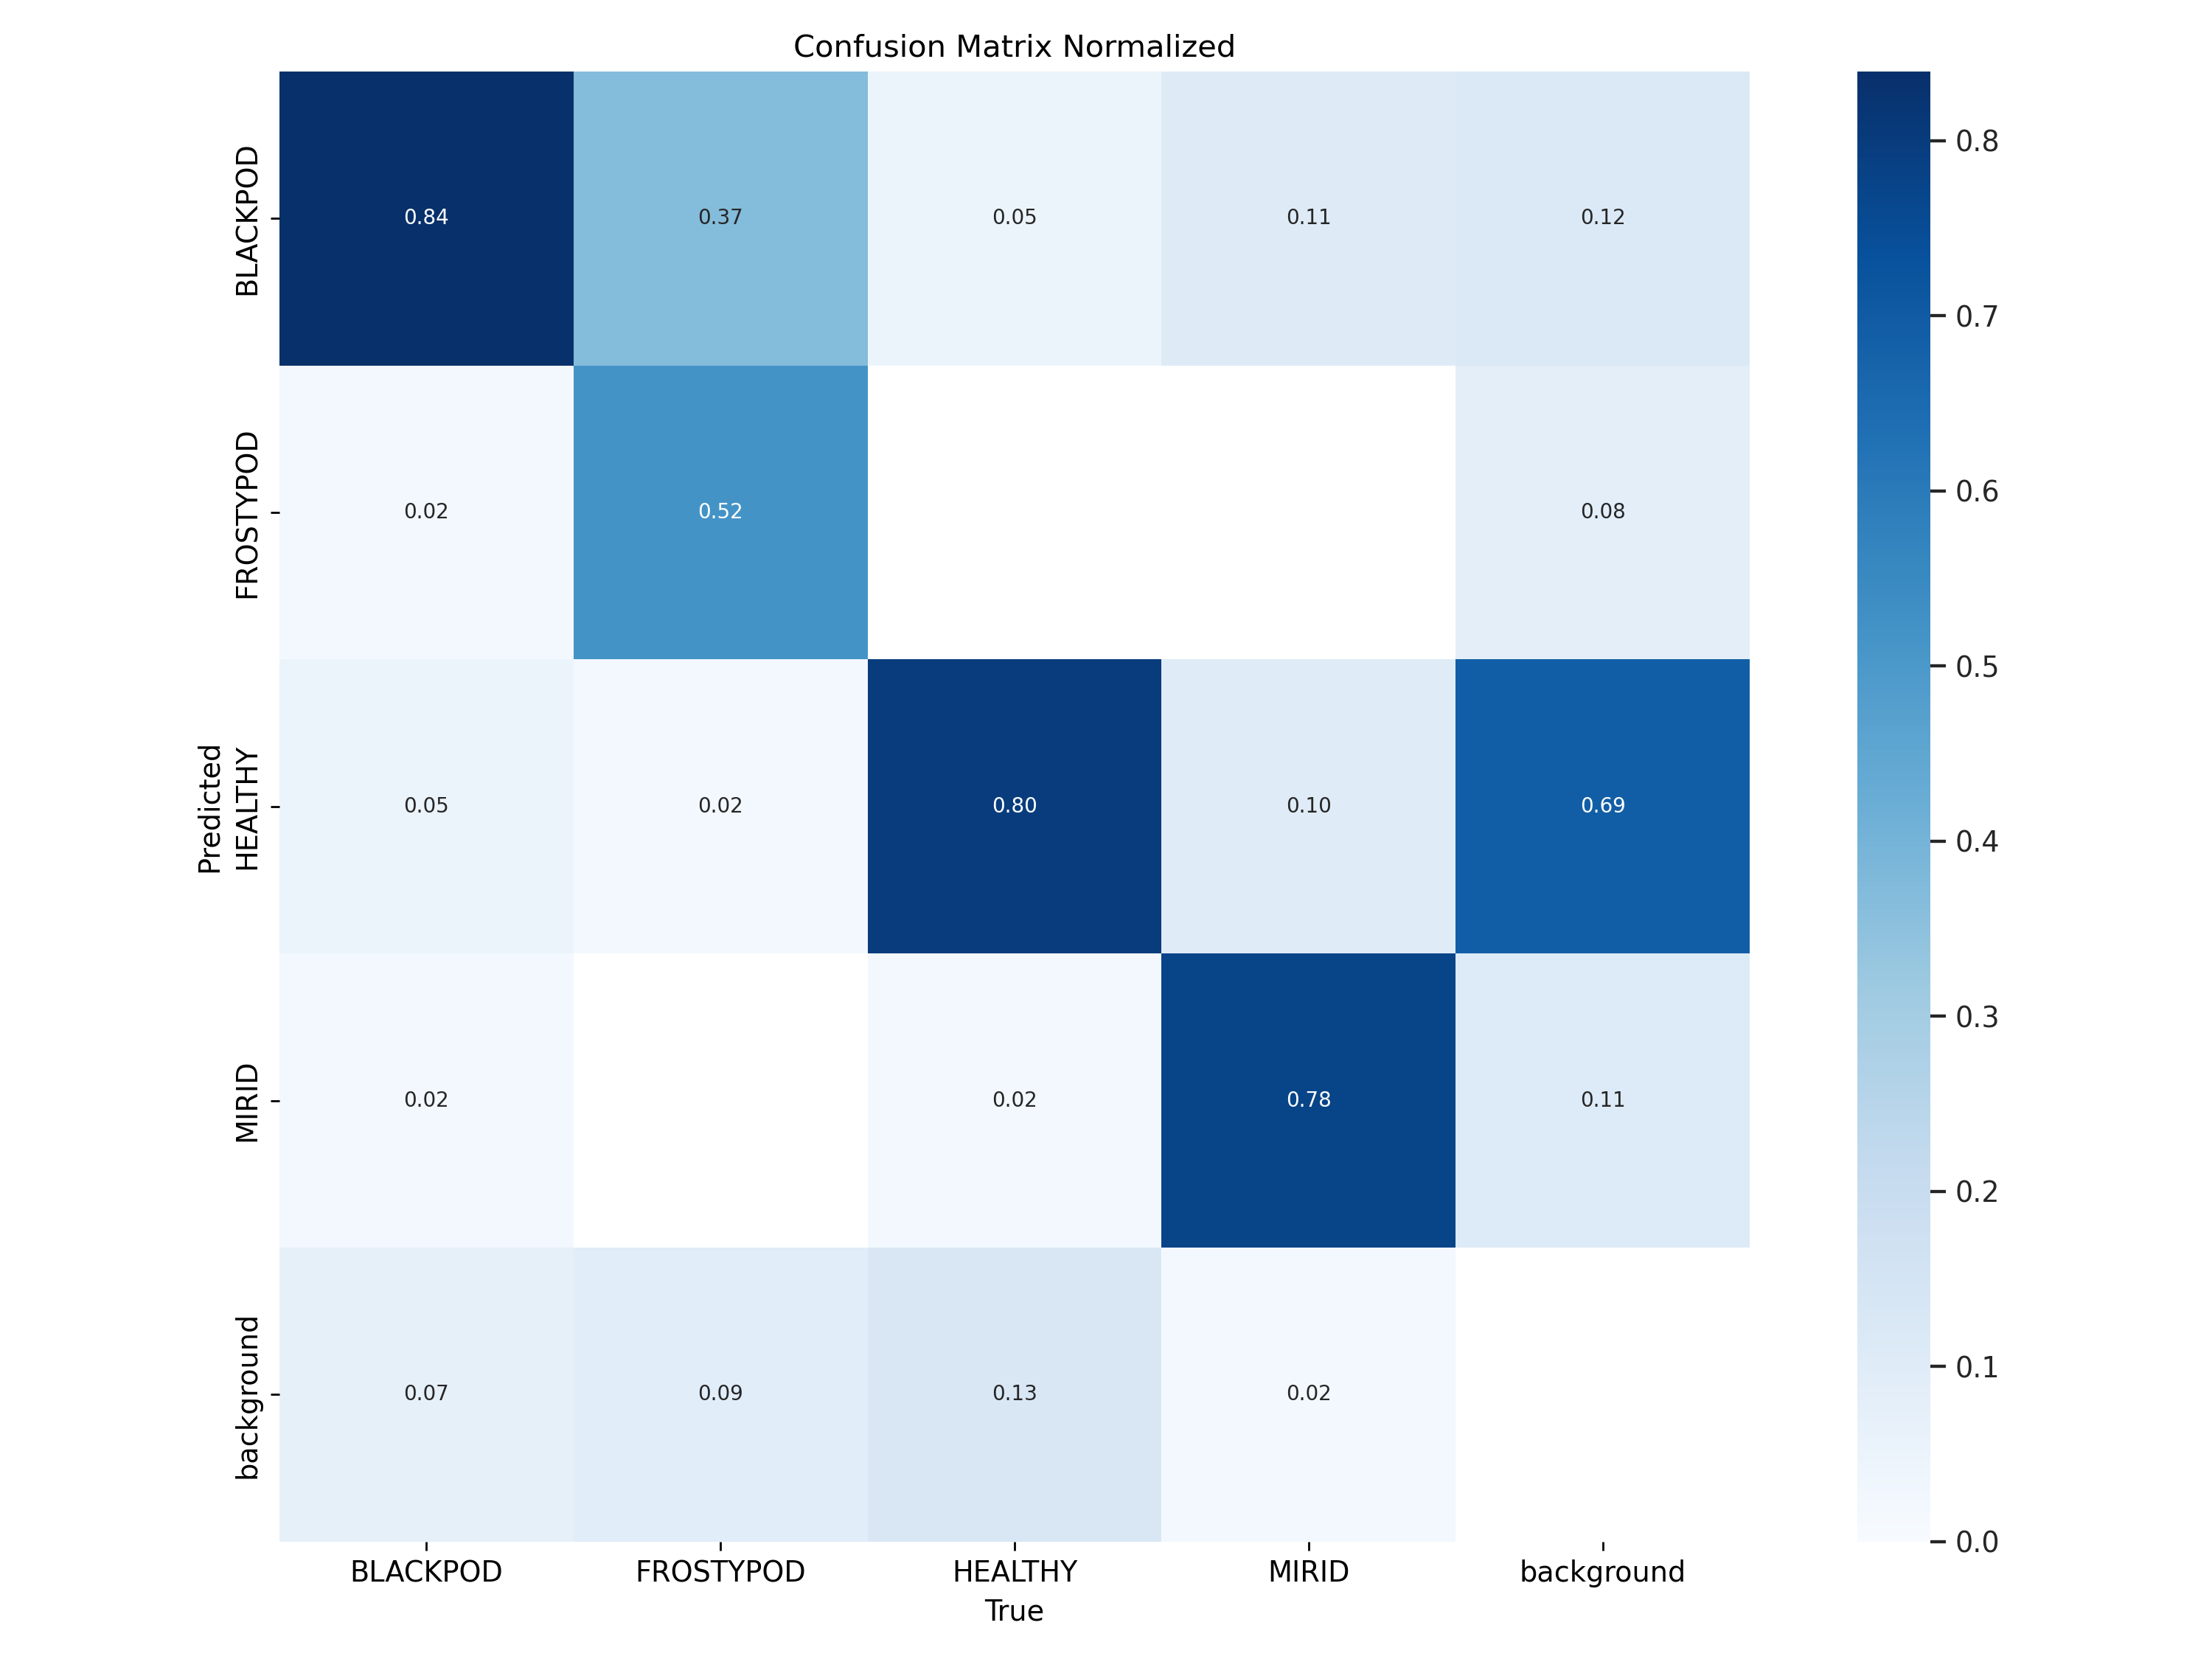 Confusion Matrix Normalized
BLACKPOD
0.84
0.37
0.05
0.11
0.12
FROSTYPOD
0.02
0.52
0.08
Predicted
HEALTHY
0.05
0.02
0.80
0.10
0.69
MIRID
0.02
0.02
0.78
0.11
background
0.07
0.09
0.13
0.02
BLACKPOD
FROSTYPOD
HEALTHY
MIRID
background
True
0.8
0.7
0.6
0.5
0.4
0.3
0.2
0.1
0.0